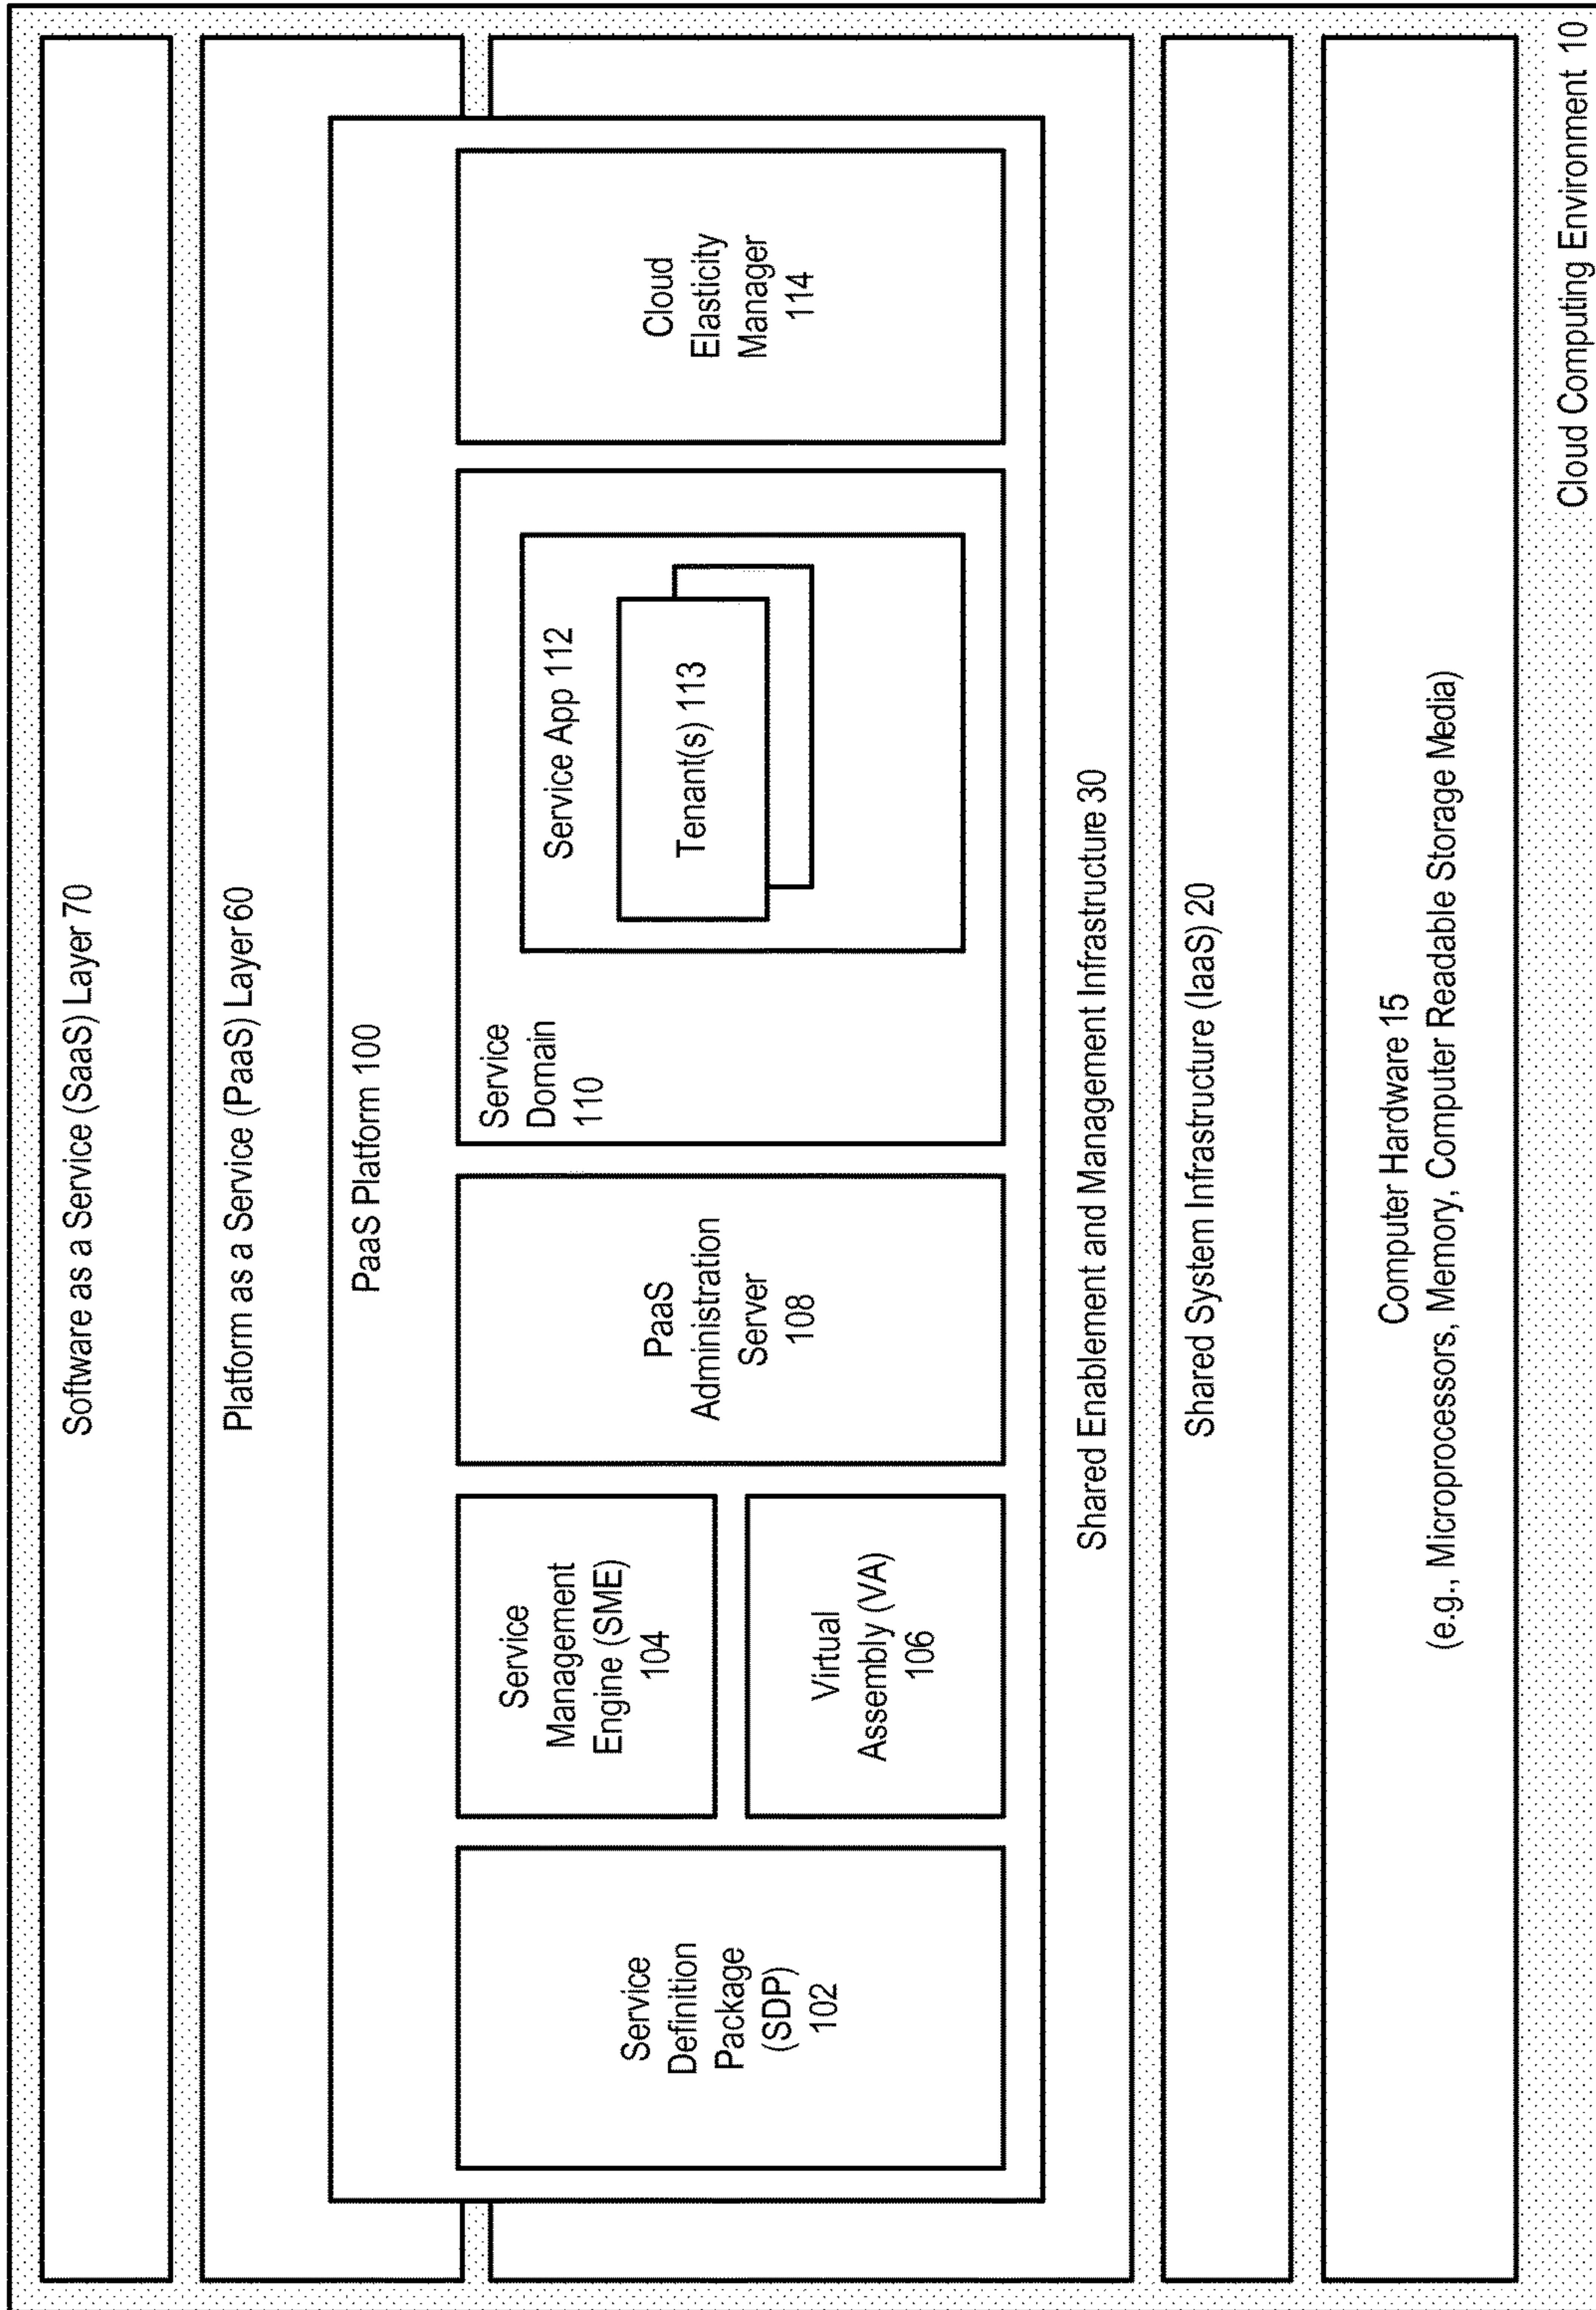 Software as a Service (SaaS) Layer 70
Platform as a Service (PaaS) Layer 60
PaaS Platform 100
Service
Definition
Package
(SDP)
102
Service
Management
Engine (SME)
104
Virtual
Assembly (VA)
106
PaaS
Administration
Server
108
Service
Domain
110
Service App 112
Tenant(s) 113
Cloud
Elasticity
Manager
114
Shared Enablement and Management Infrastructure 30
Shared System Infrastructure (IaaS) 20
Computer Hardware 15
(e.g., Microprocessors, Memory, Computer Readable Storage Media)
Cloud Computing Environment 10